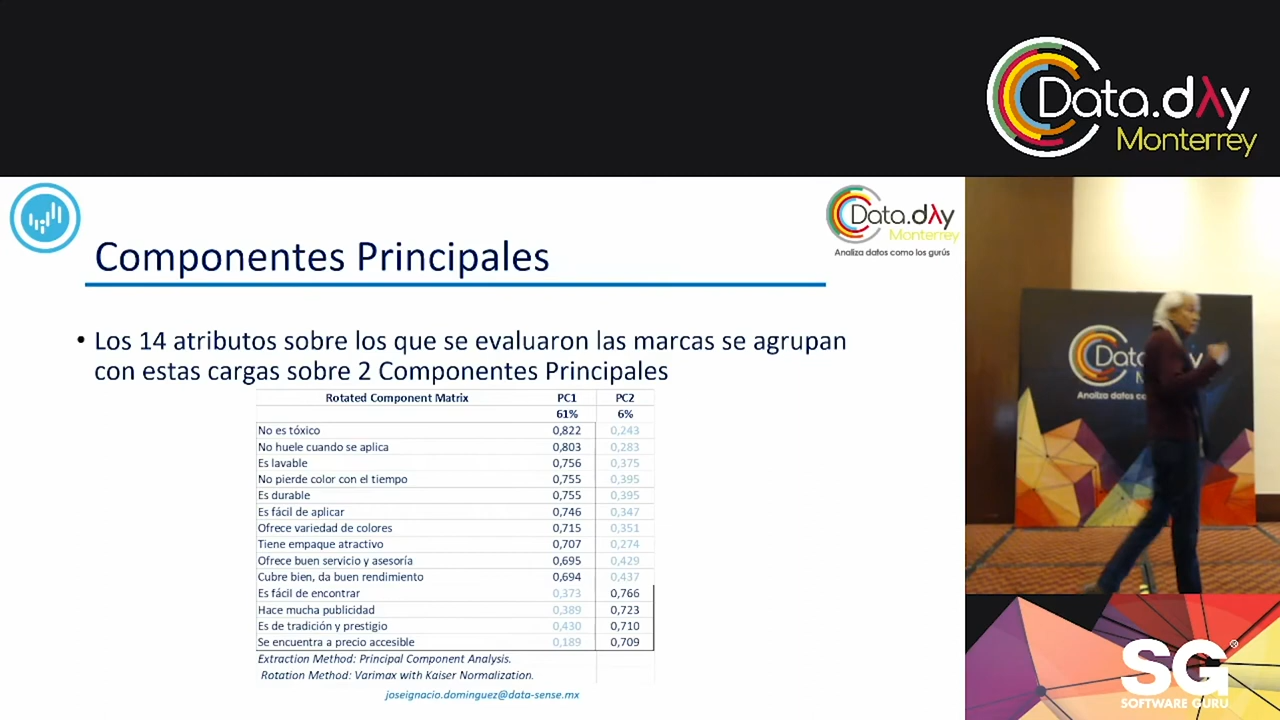 Data.dλy
Monterrey
Data.dλy
Monterrey
Analiza datos como los gurús
Componentes Principales
• Los 14 atributos sobre los que se evaluaron las marcas se agrupan
con estas cargas sobre 2 Componentes Principales
Rotated Component Matrix PC1 PC2
61% 6%
No es tóxico 0,822 0,243
No huele cuando se aplica 0,803 0,283
Es lavable 0,756 0,375
No pierde color con el tiempo 0,755 0,395
Es durable 0,755 0,395
Es fácil de aplicar 0,746 0,347
Ofrece variedad de colores 0,715 0,351
Tiene empaque atractivo 0,707 0,274
Ofrece buen servicio y asesoría 0,695 0,429
Cubre bien, da buen rendimiento 0,694 0,437
Es fácil de encontrar 0,373 0,766
Hace mucha publicidad 0,389 0,723
Es de tradición y prestigio 0,430 0,710
Se encuentra a precio accesible 0,189 0,709
Extraction Method: Principal Component Analysis.
Rotation Method: Varimax with Kaiser Normalization.
joseignacio.dominguez@data-sense.mx
Data
M
Analiza datos co
SG®
SOFTWARE GURU